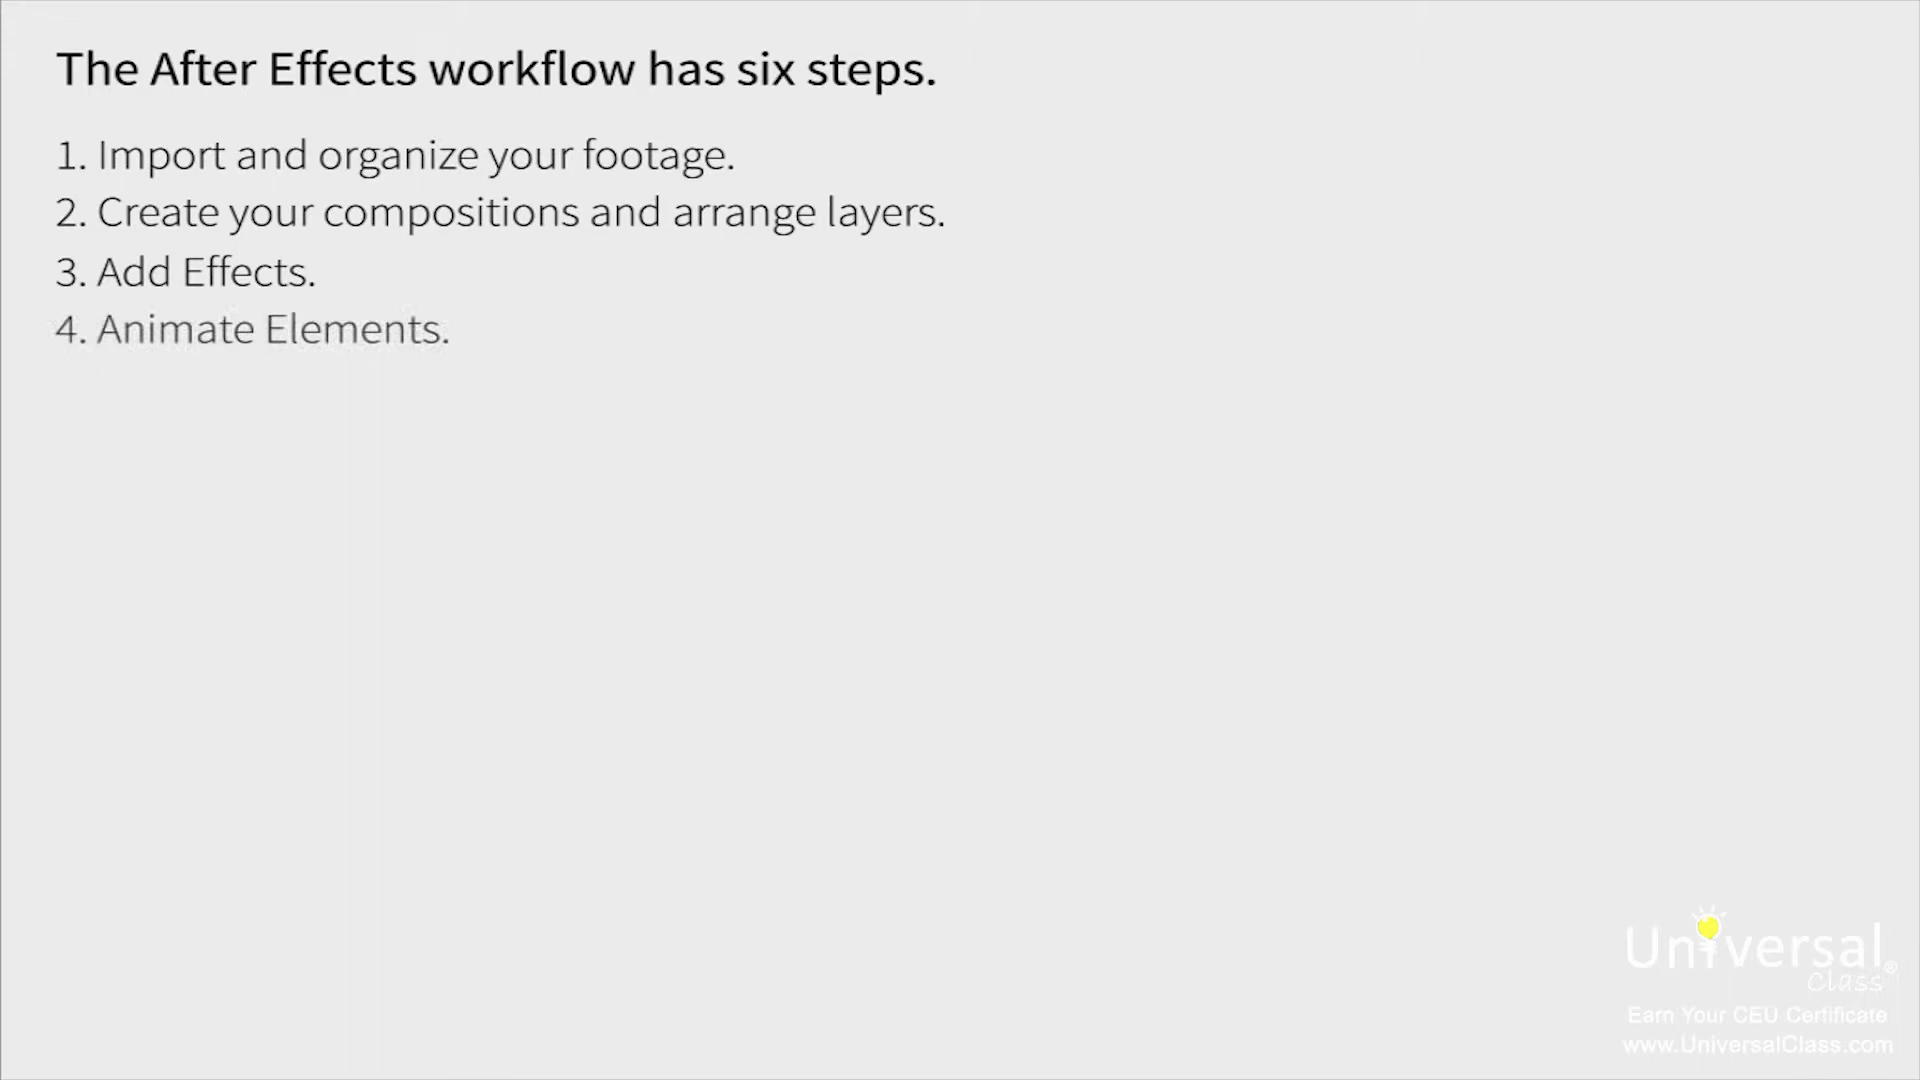 The After Effects workflow has six steps.
1. Import and organize your footage.
2. Create your compositions and arrange layers.
3. Add Effects.
4. Animate Elements.
Universal®
Class
Earn Your CEU Certificate
www.UniversalClass.com